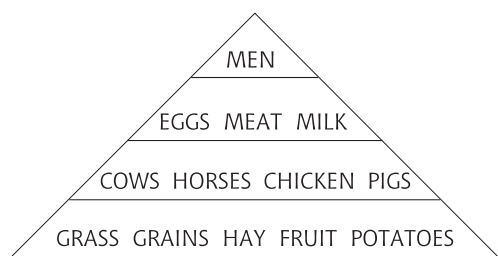 MEN
EGGS MEAT MILK
COWS HORSES CHICKEN PIGS
GRASS GRAINS HAY FRUIT POTATOES